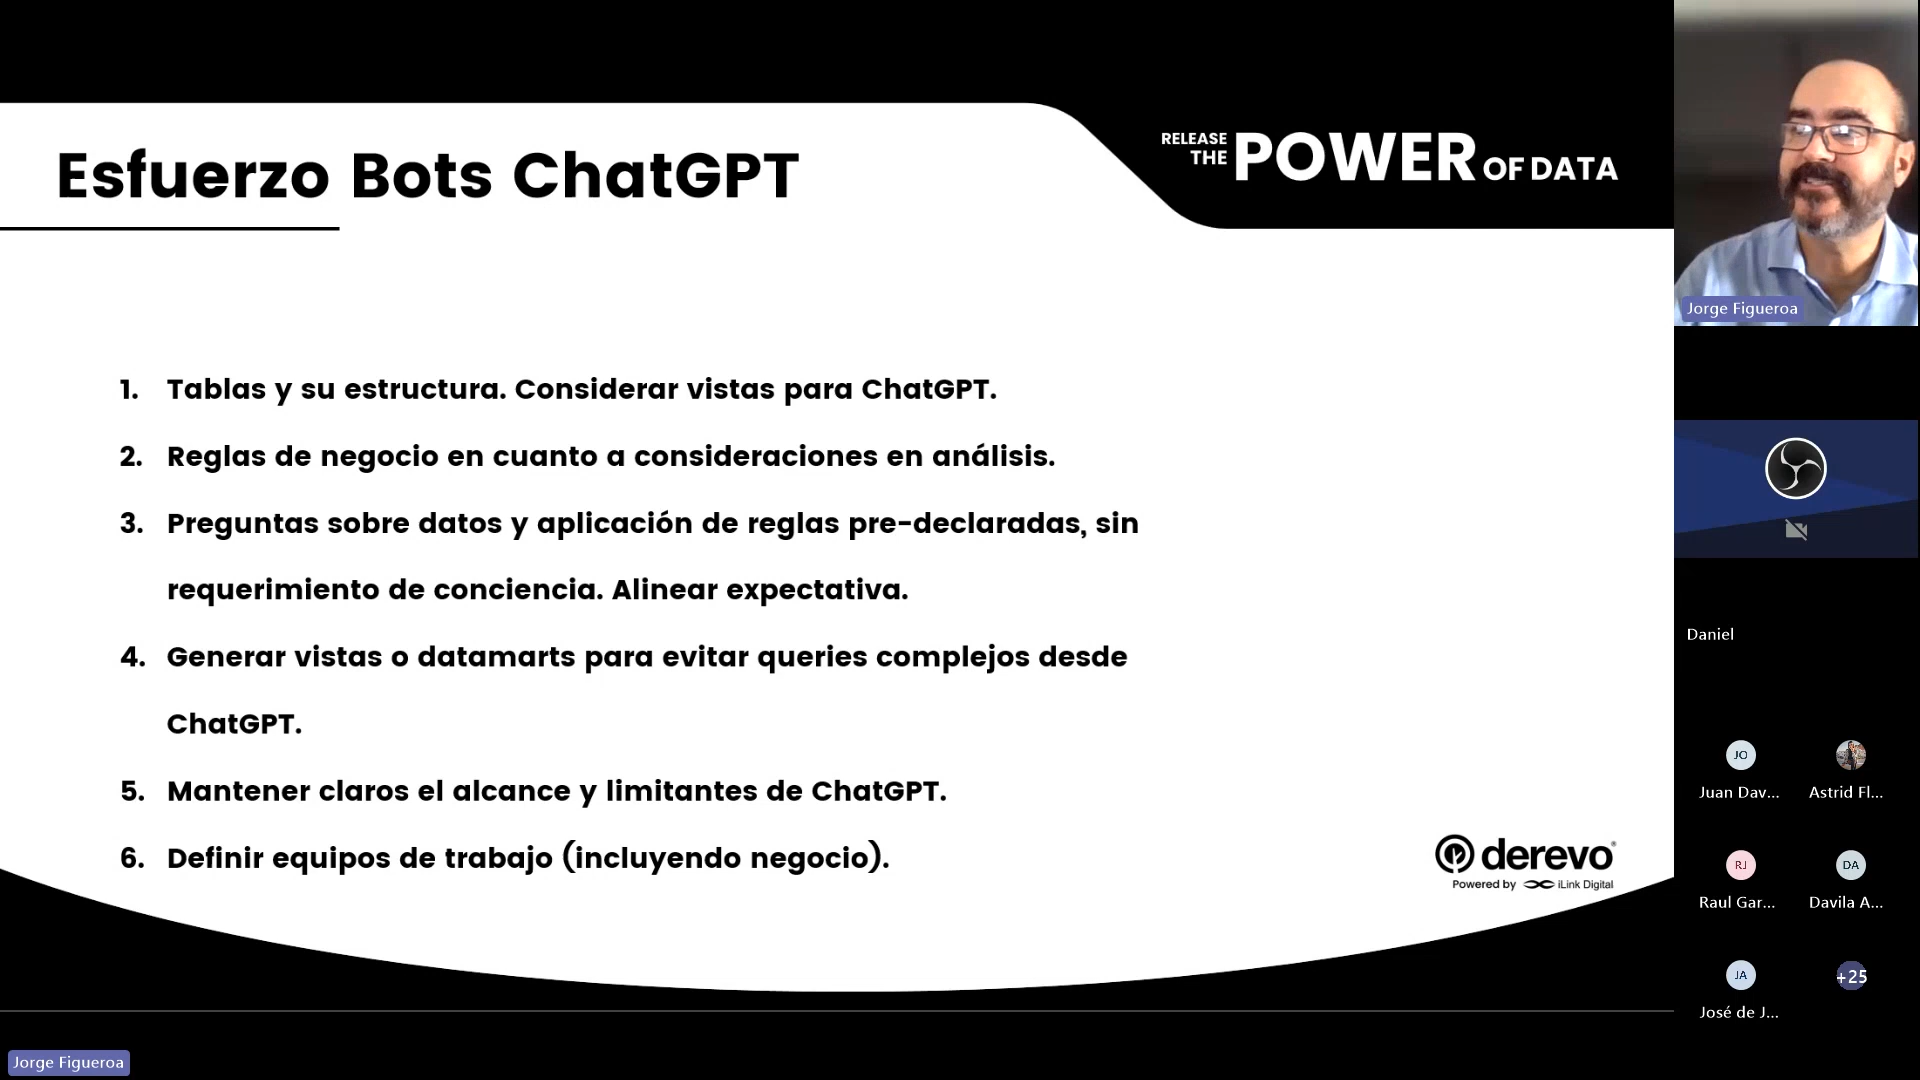 Esfuerzo Bots ChatGPT
RELEASE
THE POWER OF DATA
1. Tablas y su estructura. Considerar vistas para ChatGPT.
2. Reglas de negocio en cuanto a consideraciones en análisis.
3. Preguntas sobre datos y aplicación de reglas pre-declaradas, sin
requerimiento de conciencia. Alinear expectativa.
4. Generar vistas o datamarts para evitar queries complejos desde
ChatGPT.
5. Mantener claros el alcance y limitantes de ChatGPT.
6. Definir equipos de trabajo (incluyendo negocio).
derevo®
Powered by iLink Digital
Jorge Figueroa
Jorge Figueroa
Daniel
JO
Juan Dav...
Astrid Fl...
RJ
DA
Raul Gar...
Davila A...
JA
+25
José de J...